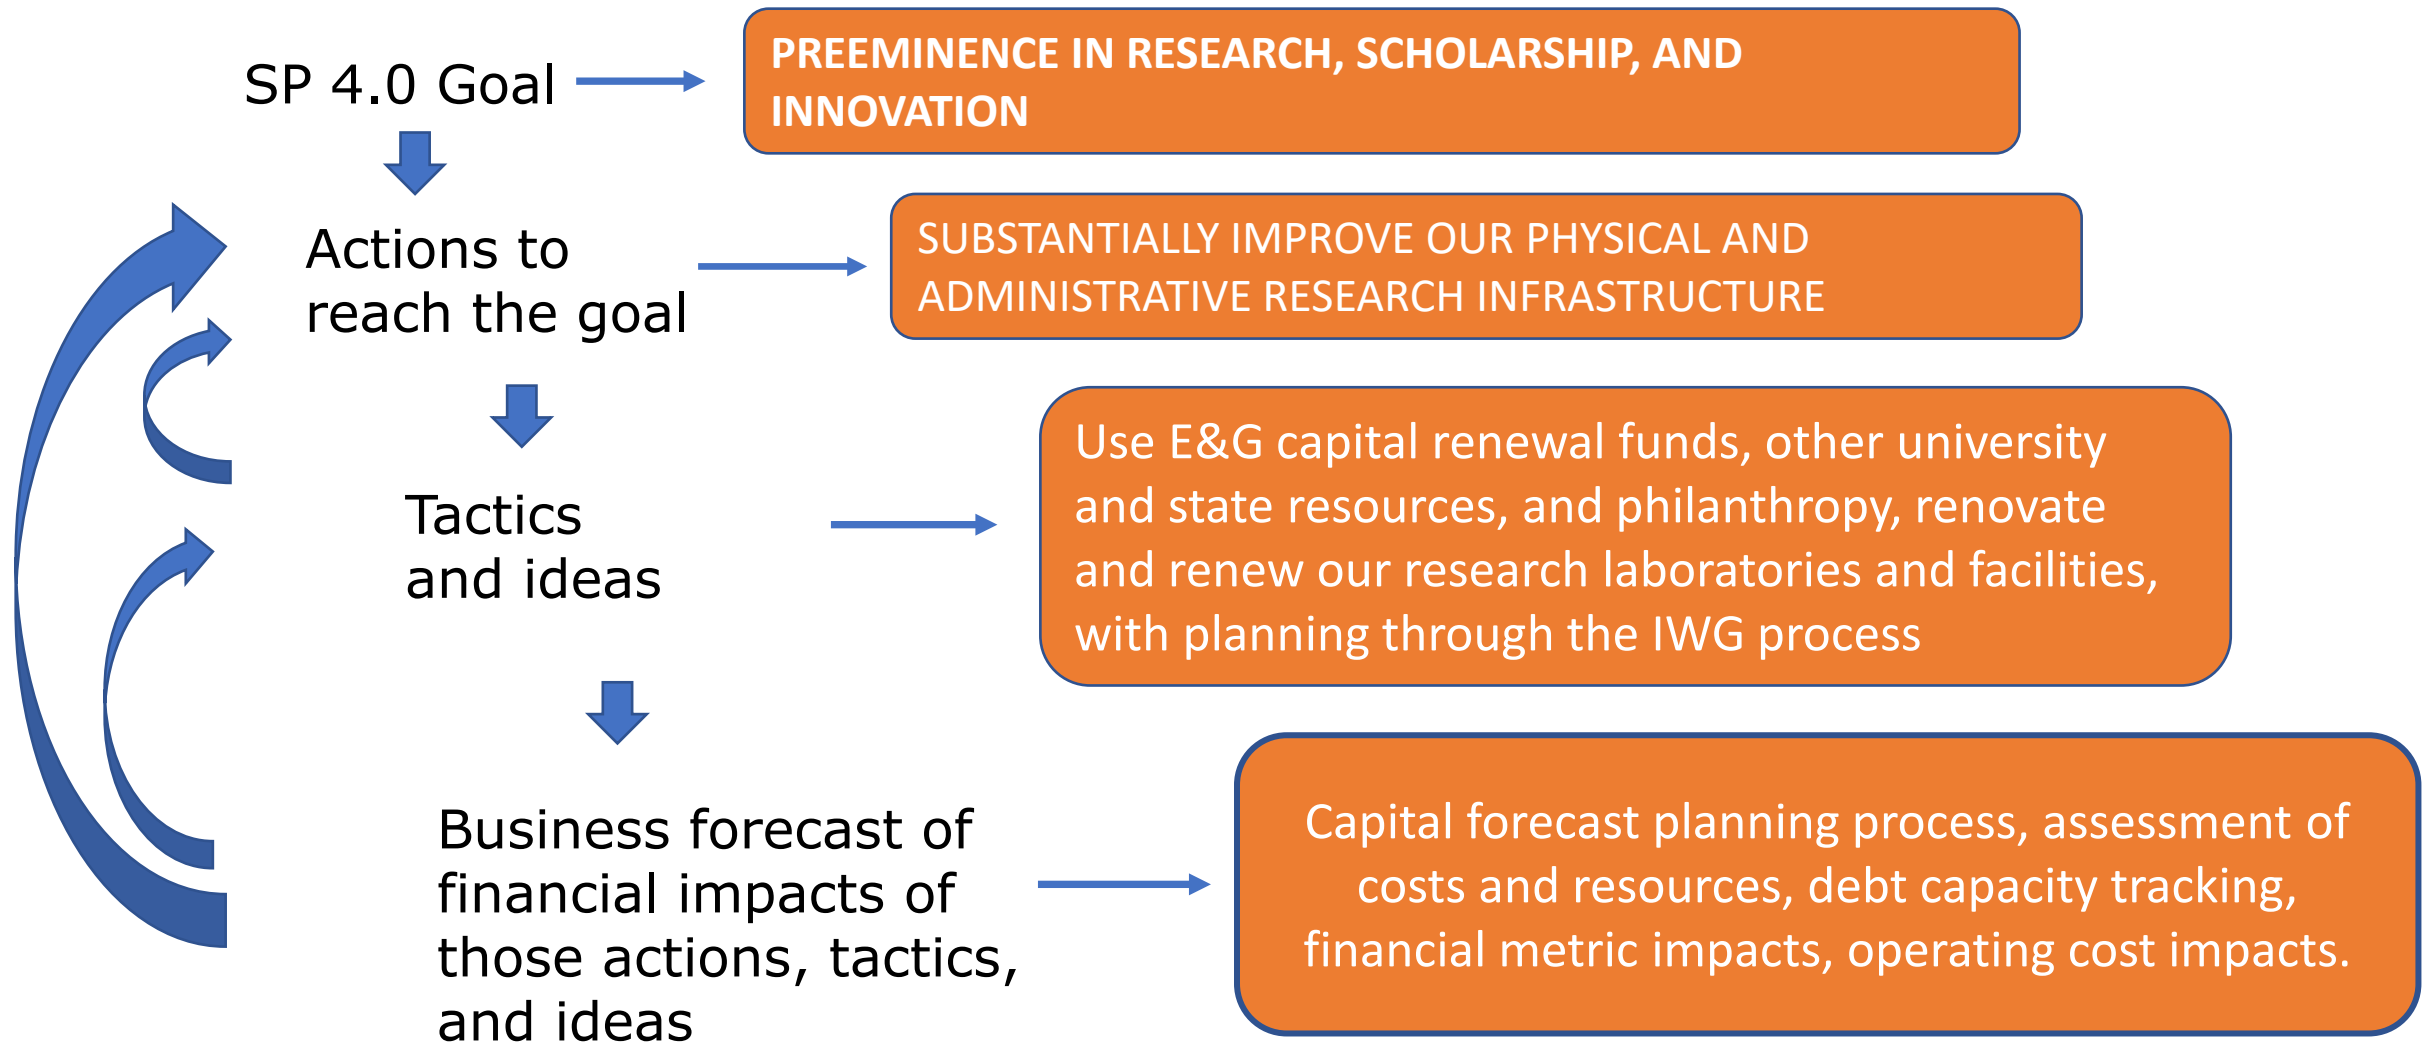 SP 4.0 Goal
PREEMINENCE IN RESEARCH, SCHOLARSHIP, AND
INNOVATION
Actions to
reach the goal
SUBSTANTIALLY IMPROVE OUR PHYSICAL AND
ADMINISTRATIVE RESEARCH INFRASTRUCTURE
Tactics
and ideas
Use E&G capital renewal funds, other university
and state resources, and philanthropy, renovate
and renew our research laboratories and facilities,
with planning through the IWG process
Business forecast of
financial impacts of
those actions, tactics,
and ideas
Capital forecast planning process, assessment of
costs and resources, debt capacity tracking,
financial metric impacts, operating cost impacts.